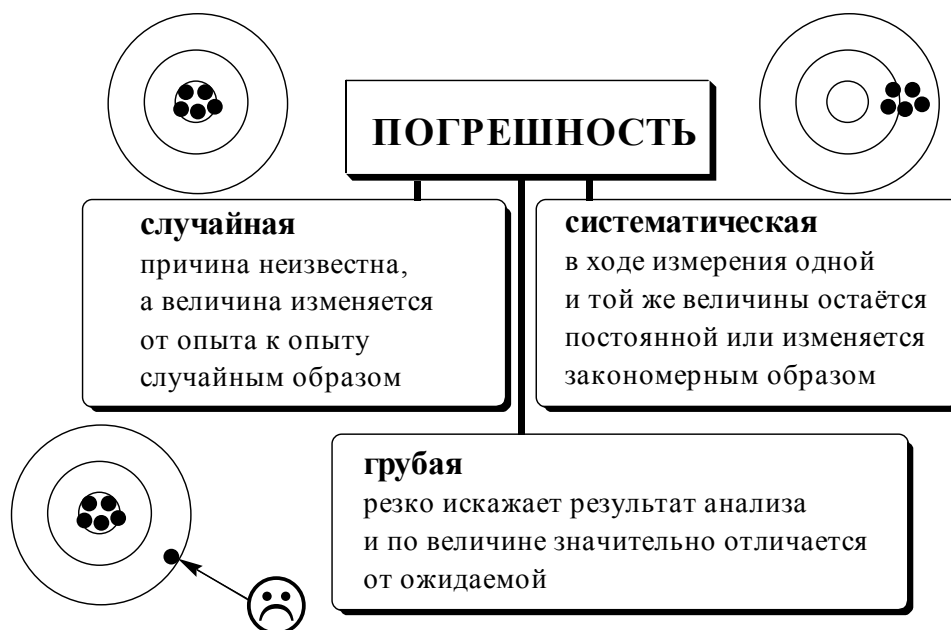 ПОГРЕШНОСТЬ
случайная
причина неизвестна,
а величина изменяется
от опыта к опыту
случайным образом
систематическая
в ходе измерения одной
и той же величины остаётся
постоянной или изменяется
закономерным образом
грубая
резко искажает результат анализа
и по величине значительно отличается
от ожидаемой